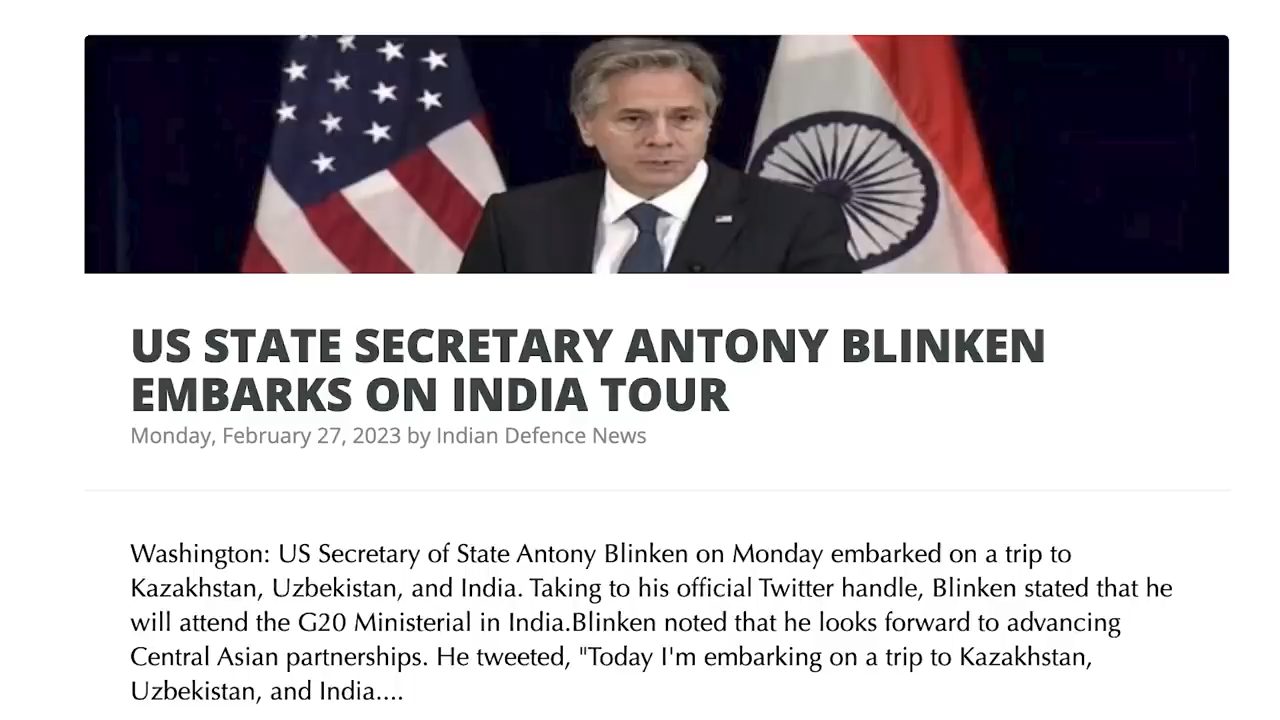 US STATE SECRETARY ANTONY BLINKEN
EMBARKS ON INDIA TOUR
Monday, February 27, 2023 by Indian Defence News
Washington: US Secretary of State Antony Blinken on Monday embarked on a trip to
Kazakhstan, Uzbekistan, and India. Taking to his official Twitter handle, Blinken stated that he
will attend the G20 Ministerial in India.Blinken noted that he looks forward to advancing
Central Asian partnerships. He tweeted, "Today I'm embarking on a trip to Kazakhstan,
Uzbekistan, and India....